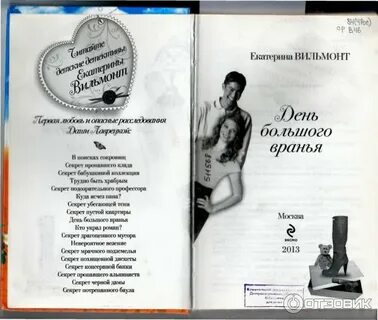 Читайте
детские детективы
Екатерины
Вильмонт
Первая любовь и опасные расследования
Даши Лаврецкой:
В поисках сокровищ
Секрет пропавшего клада
Секрет бабушкиной коллекции
Трудно быть храбрым
Секрет подозрительного профессора
Куда исчез папа?
Секрет убегающей тени
Секрет пустой квартиры
День большого вранья
Кто украл роман?
Секрет драгоценного мусора
Невероятное везение
Секрет мрачного подземелья
Секрет похищенной дискеты
Секрет консервной банки
Секрет пропавшего альпиниста
Секрет черной дамы
Секрет потрепанного баула
Екатерина ВИЛЬМОНТ
День
большого
вранья
Москва
эксмо
2013
ОТЗОВИК